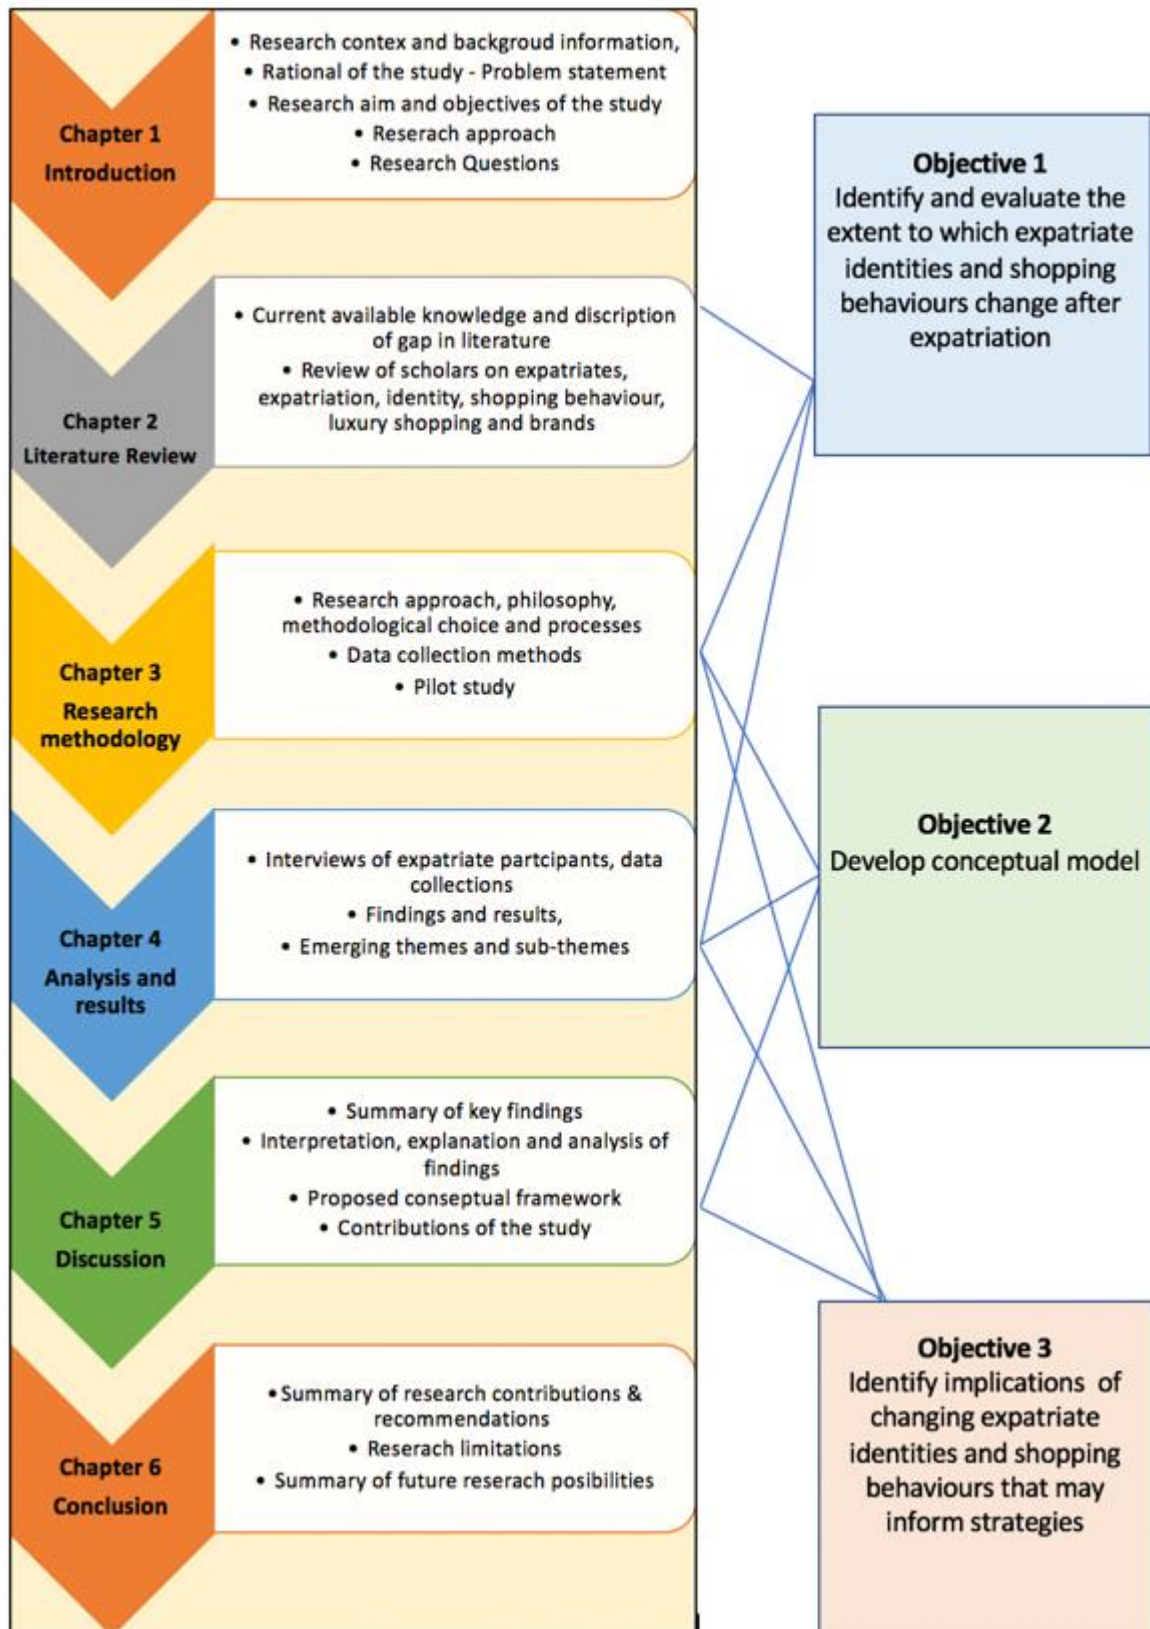 Chapter 1
Introduction
• Research contex and backgroud information,
• Rational of the study - Problem statement
• Research aim and objectives of the study
• Reserach approach
• Research Questions
Chapter 2
Literature Review
• Current available knowledge and discription
of gap in literature
• Review of scholars on expatriates,
expatriation, identity, shopping behaviour,
luxury shopping and brands
Chapter 3
Research
methodology
• Research approach, philosophy,
methodological choice and processes
• Data collection methods
• Pilot study
Chapter 4
Analysis and
results
• Interviews of expatriate partcipants, data
collections
• Findings and results,
• Emerging themes and sub-themes
Chapter 5
Discussion
• Summary of key findings
• Interpretation, explanation and analysis of
findings
• Proposed conseptual framework
• Contributions of the study
Chapter 6
Conclusion
• Summary of research contributions &
recommendations
• Reserach limitations
• Summary of future reserach posibilities
Objective 1
Identify and evaluate the
extent to which expatriate
identities and shopping
behaviours change after
expatriation
Objective 2
Develop conceptual model
Objective 3
Identify implications of
changing expatriate
identities and shopping
behaviours that may
inform strategies